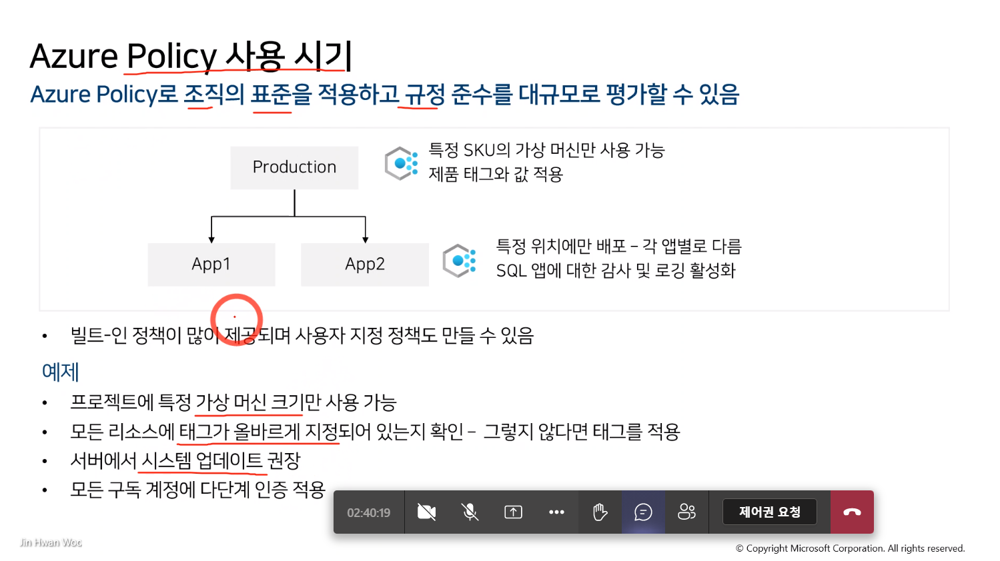 Azure Policy 사용 시기
Azure Policy로 조직의 표준을 적용하고 규정 준수를 대규모로 평가할 수 있음
Production
특정 SKU의 가상 머신만 사용 가능
제품 태그와 값 적용
App1
App2
특정 위치에만 배포 – 각 앱별로 다름
SQL 앱에 대한 감사 및 로깅 활성화
• 빌트-인 정책이 많이 제공되며 사용자 지정 정책도 만들 수 있음
예제
• 프로젝트에 특정 가상 머신 크기만 사용 가능
• 모든 리소스에 태그가 올바르게 지정되어 있는지 확인 – 그렇지 않다면 태그를 적용
• 서버에서 시스템 업데이트 권장
• 모든 구독 계정에 다단계 인증 적용
02:40:19
제어권 요청
Jin Hwan Woo
© Copyright Microsoft Corporation. All rights reserved.